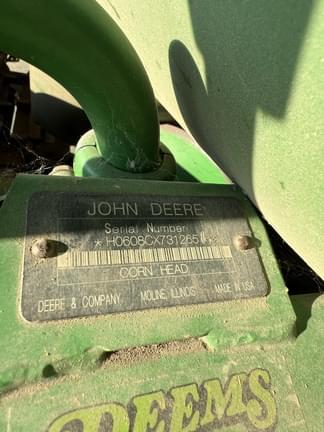 JOHN DEERE
Serial Number
*H0608CX731265*
CORN HEAD
DEERE & COMPANY MOLINE, ILLINOIS MADE IN USA
DEEMS